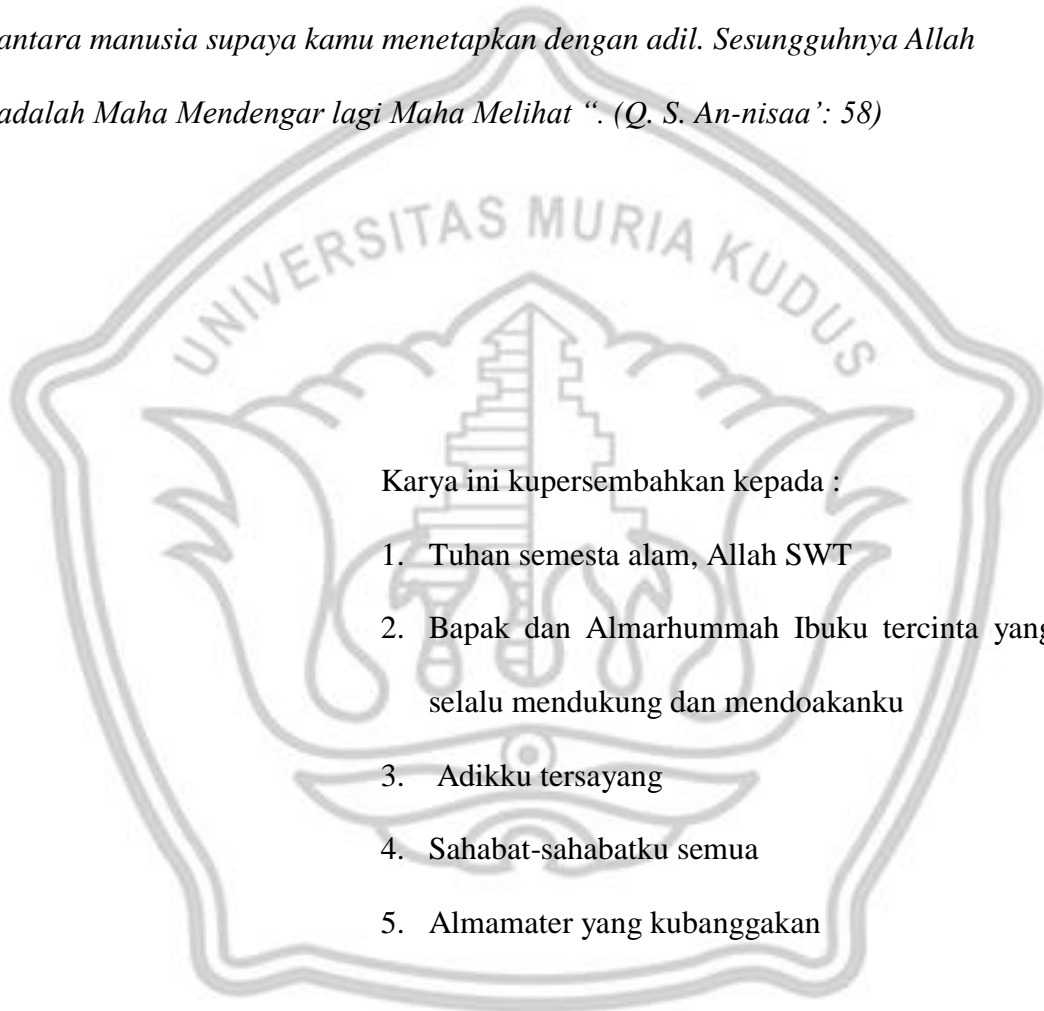 antara manusia supaya kamu menetapkan dengan adil. Sesungguhnya Allah
adalah Maha Mendengar lagi Maha Melihat “. (Q. S. An-nisaa’: 58)
UNIVERSITAS MURIA KUDUS
Karya ini kupersembahkan kepada :
1. Tuhan semesta alam, Allah SWT
2. Bapak dan Almarhummah Ibuku tercinta yang
selalu mendukung dan mendoakanku
3. Adikku tersayang
4. Sahabat-sahabatku semua
5. Almamater yang kubanggakan